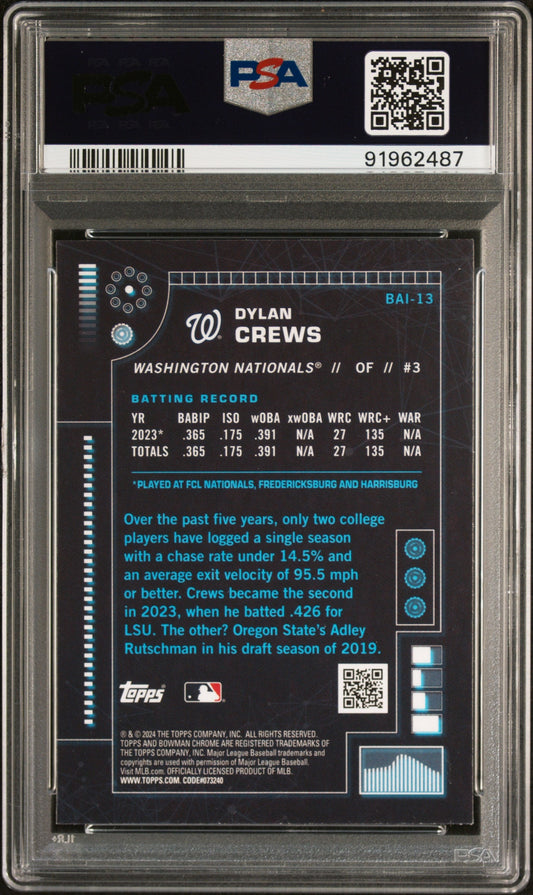 PSA
PSA
91962487
BAI-13
W
DYLAN
CREWS
WASHINGTON NATIONALS® // OF // #3
BATTING RECORD
YR BABIP ISO wOBA xwOBA WRC WRC+ WAR
2023* .365 .175 .391 N/A 27 135 N/A
TOTALS .365 .175 .391 N/A 27 135 N/A
*PLAYED AT FCL NATIONALS, FREDERICKSBURG AND HARRISBURG
Over the past five years, only two college
players have logged a single season
with a chase rate under 14.5% and
an average exit velocity of 95.5 mph
or better. Crews became the second
in 2023, when he batted .426 for
LSU. The other? Oregon State's Adley
Rutschman in his draft season of 2019.
topps
® & © 2024 THE TOPPS COMPANY, INC. ALL RIGHTS RESERVED.
TOPPS AND BOWMAN CHROME ARE REGISTERED TRADEMARKS OF
THE TOPPS COMPANY, INC. Major League Baseball trademarks and
copyrights are used with permission of Major League Baseball.
Visit MLB.com. OFFICIALLY LICENSED PRODUCT OF MLB.
WWW.TOPPS.COM. CODE#073240
PSA